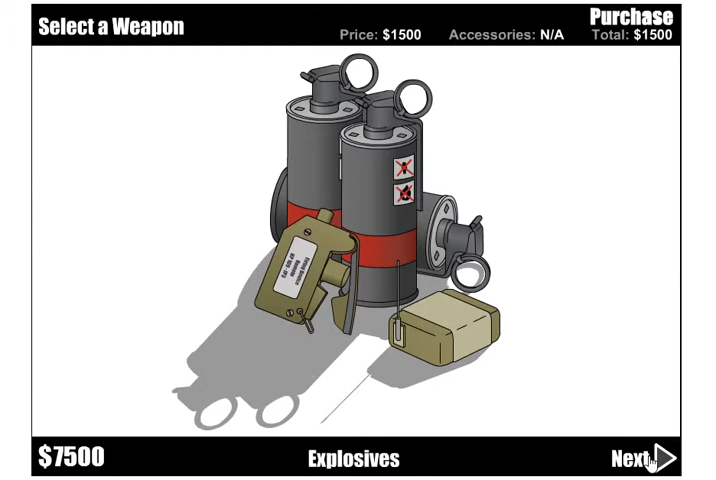 Select a Weapon
Purchase
Price: $1500 Accessories: N/A Total: $1500
$7500
Explosives
Next